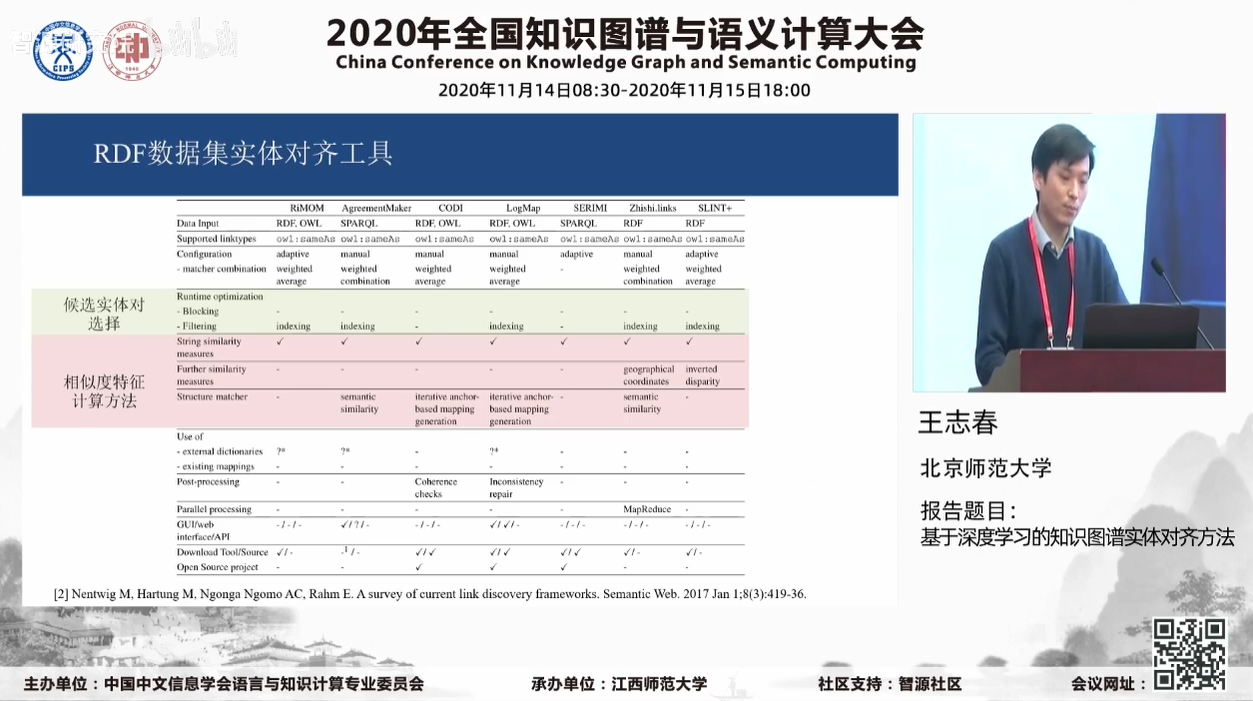 2020年全国知识图谱与语义计算大会
China Conference on Knowledge Graph and Semantic Computing
2020年11月14日08:30-2020年11月15日18:00
CIPS
RDF数据集实体对齐工具
RiMOM AgreementMaker CODI LogMap SERIMI Zhishi.links SLINT+
Data Input RDF, OWL SPARQL RDF, OWL RDF, OWL SPARQL RDF RDF
Supported linktypes owl:sameAs owl:sameAs owl:sameAs owl:sameAs owl:sameAs owl:sameAs owl:sameAs
Configuration adaptive manual manual manual adaptive manual adaptive
- matcher combination weighted weighted weighted weighted - weighted weighted
average combination average average combination average
候选实体对
选择
Runtime optimization
- Blocking - - - - - - -
- Filtering indexing indexing - indexing - indexing indexing
相似度特征
计算方法
String similarity ✓ ✓ ✓ ✓ ✓ ✓ ✓
measures
Further similarity - - - - - geographical inverted
measures coordinates disparity
Structure matcher - semantic iterative anchor- iterative anchor- - semantic -
similarity based mapping based mapping similarity
generation generation
Use of
- external dictionaries ?* ?* - ?* - - -
- existing mappings - - - - - - -
Post-processing - - Coherence Inconsistency - - -
checks repair
Parallel processing - - - - - MapReduce -
GUI/web -/-/- ✓/?/- -/-/- ✓/✓/- -/-/- -/-/- -/-/-
interface/API
Download Tool/Source ✓/- -¹/- ✓/✓ ✓/✓ ✓/✓ ✓/- ✓/-
Open Source project - - ✓ ✓ ✓ - -
[2] Nentwig M, Hartung M, Ngonga Ngomo AC, Rahm E. A survey of current link discovery frameworks. Semantic Web. 2017 Jan 1;8(3):419-36.
王志春
北京师范大学
报告题目：
基于深度学习的知识图谱实体对齐方法
主办单位：中国中文信息学会语言与知识计算专业委员会
承办单位：江西师范大学
社区支持：智源社区
会议网址：